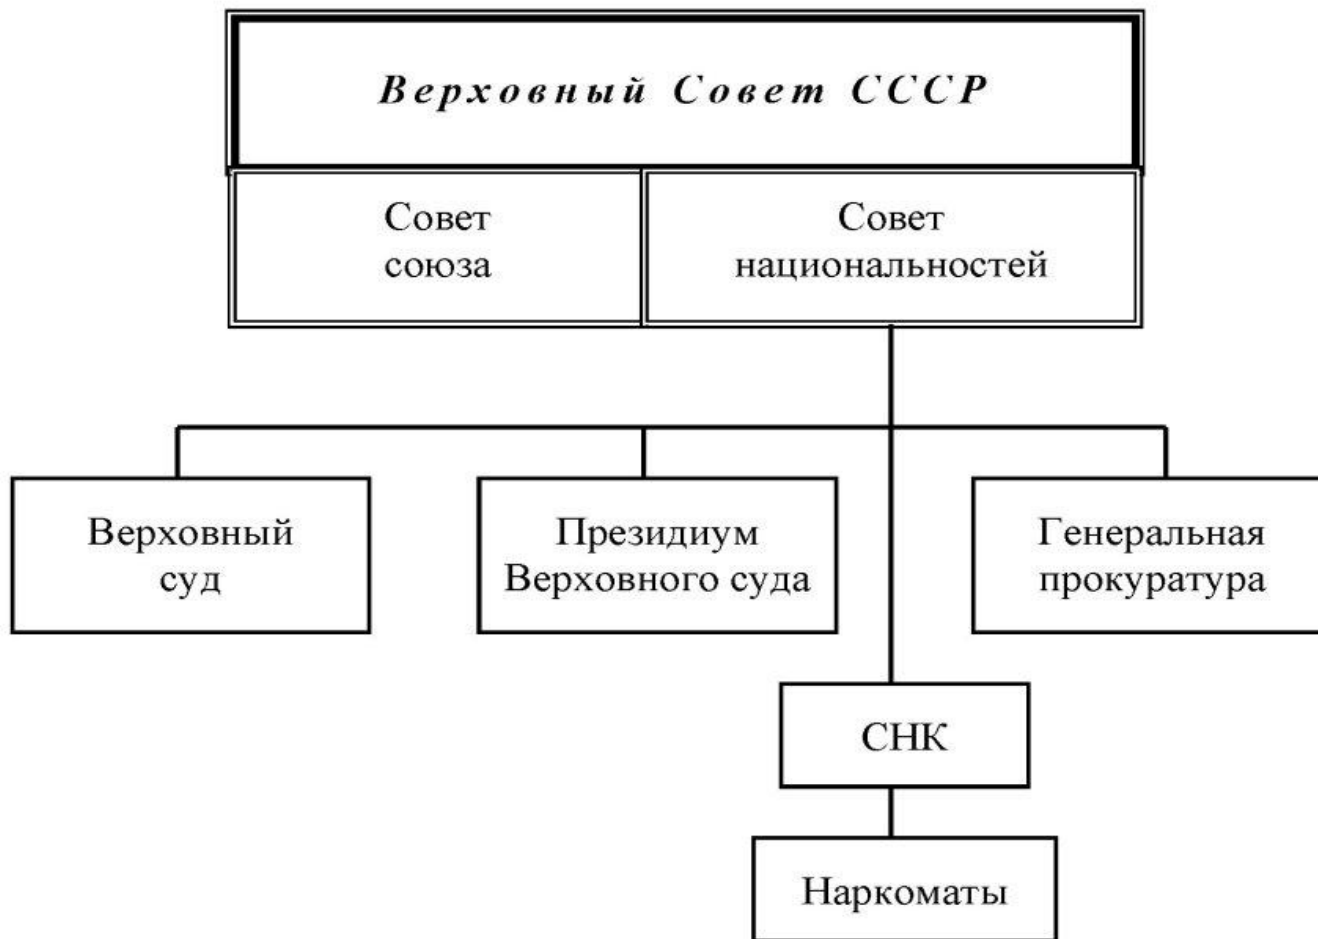 Верховный Совет СССР
Совет
союза
Совет
национальностей
Верховный
суд
Президиум
Верховного суда
Генеральная
прокуратура
СНК
Наркоматы